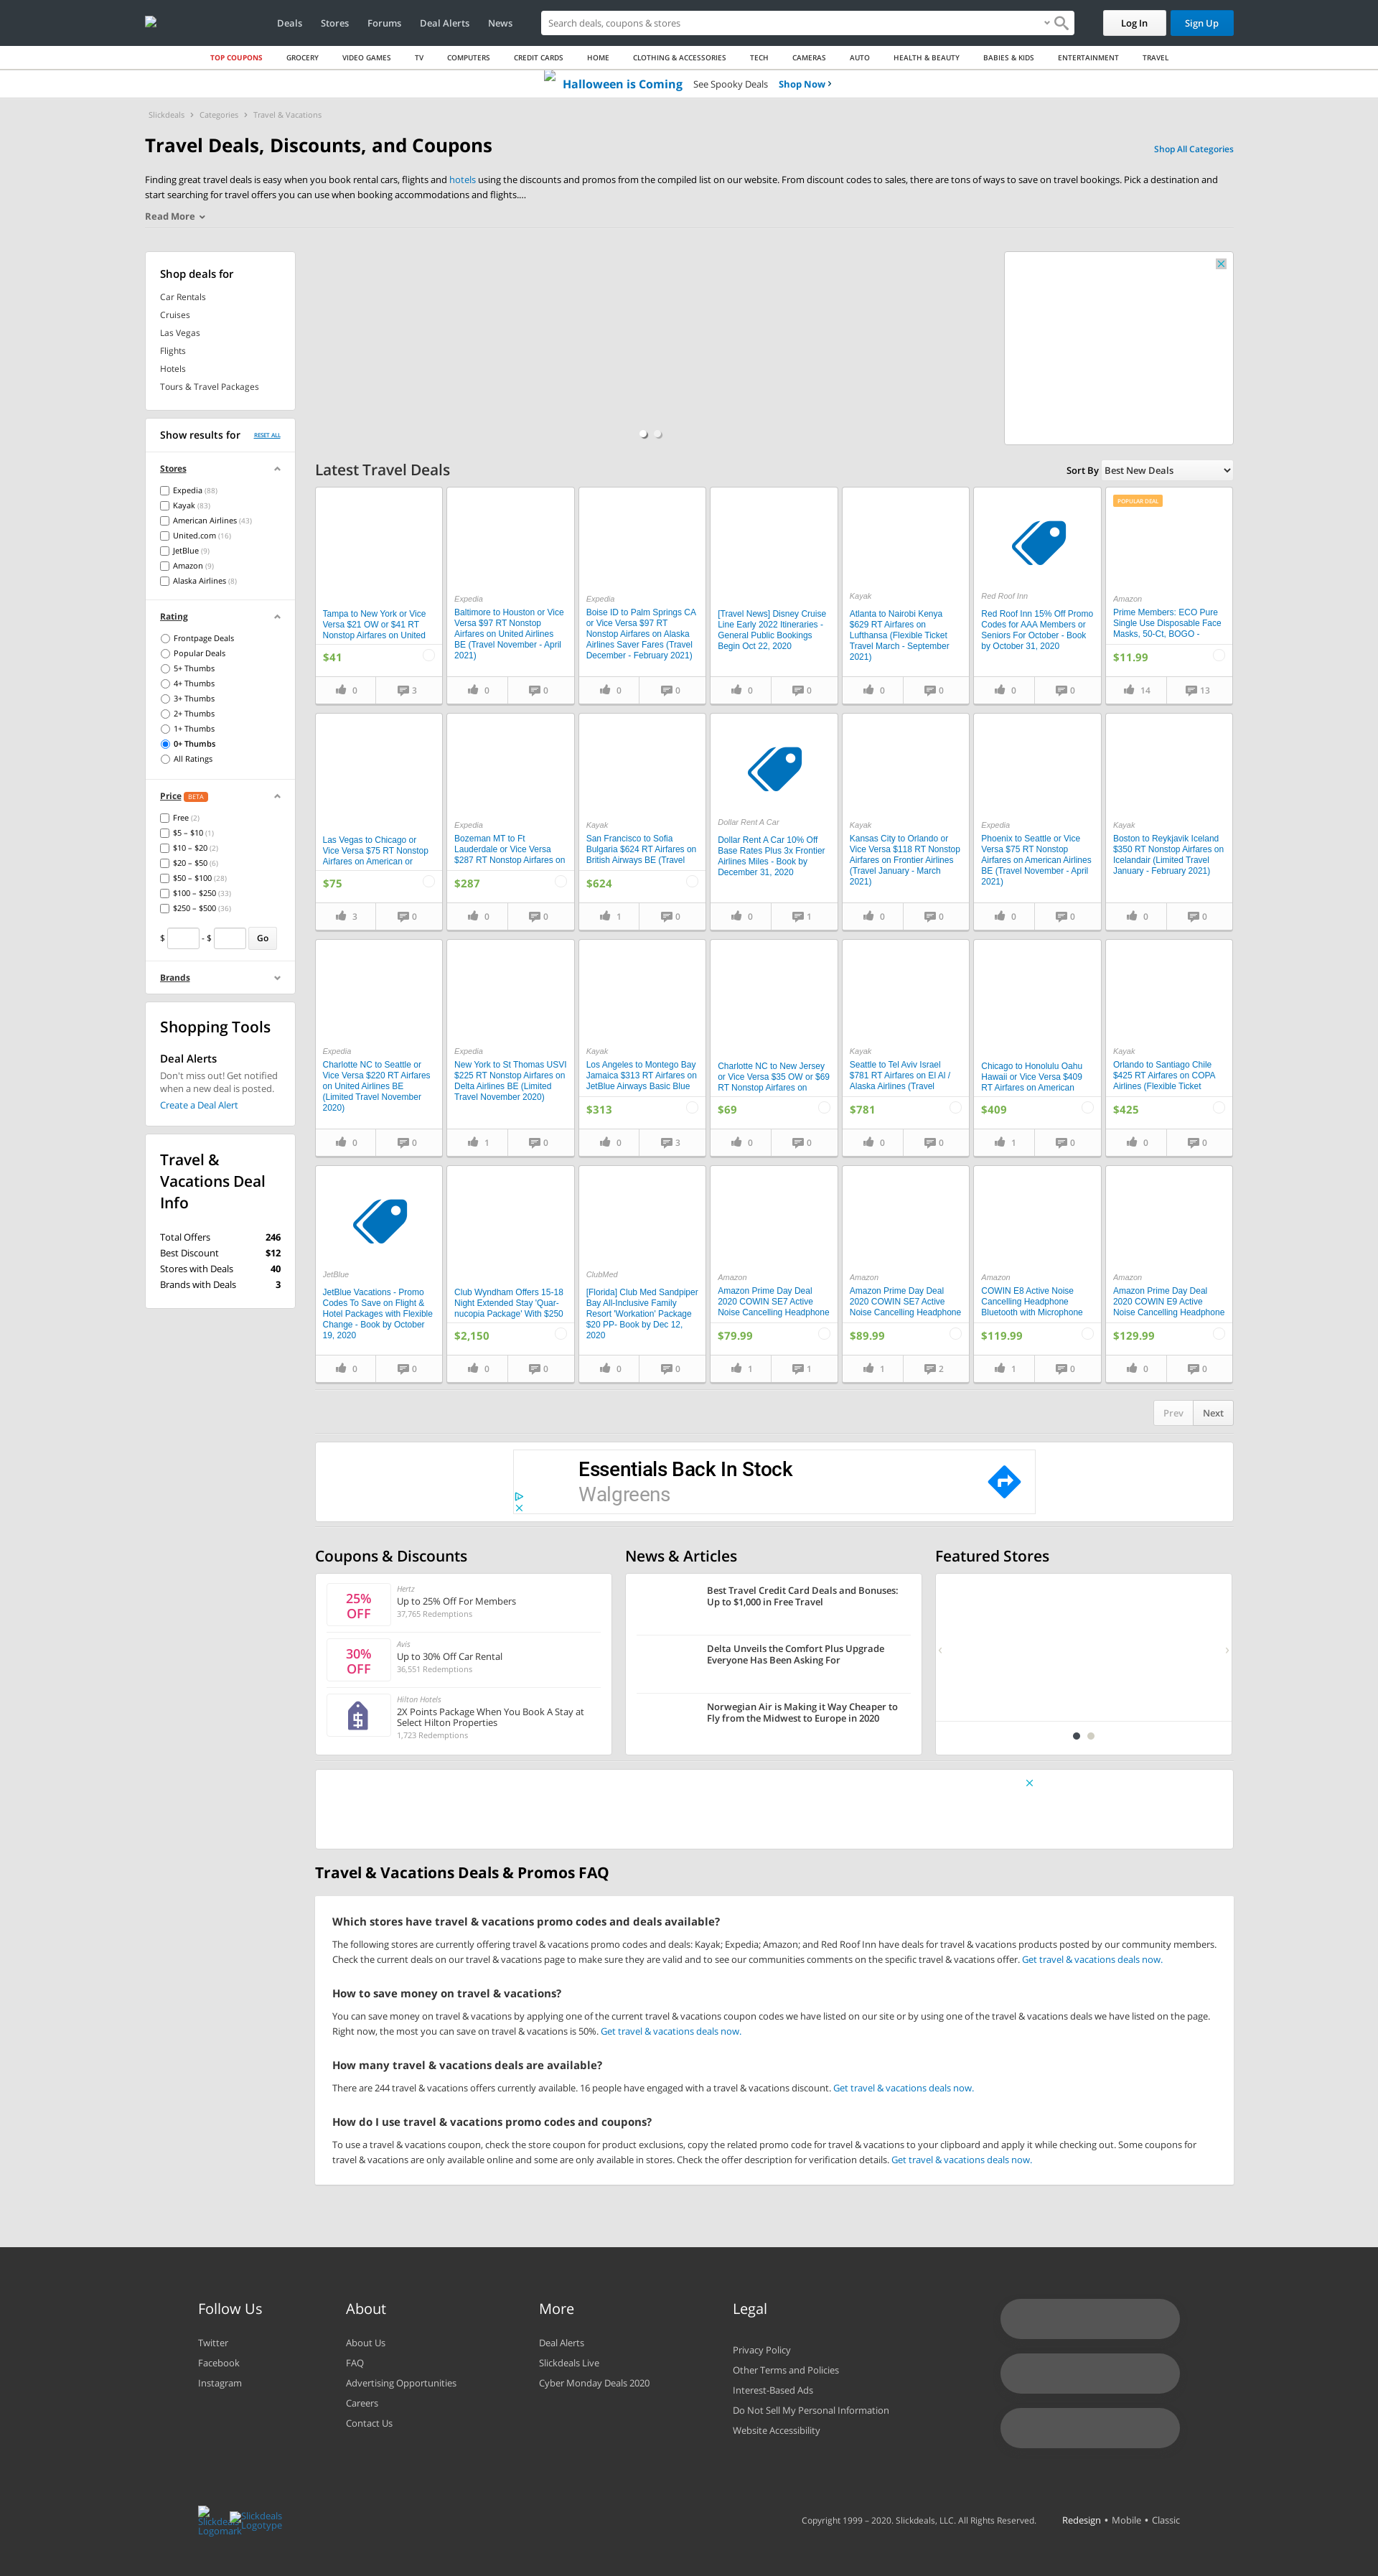 Deals Stores Forums Deal Alerts News
Search deals, coupons & stores
Log In Sign Up
TOP COUPONS GROCERY VIDEO GAMES TV COMPUTERS CREDIT CARDS HOME CLOTHING & ACCESSORIES TECH CAMERAS AUTO HEALTH & BEAUTY BABIES & KIDS ENTERTAINMENT TRAVEL
Halloween is Coming See Spooky Deals Shop Now
Slickdeals Categories Travel & Vacations
Travel Deals, Discounts, and Coupons
Shop All Categories
Finding great travel deals is easy when you book rental cars, flights and hotels using the discounts and promos from the compiled list on our website. From discount codes to sales, there are tons of ways to save on travel bookings. Pick a destination and
start searching for travel offers you can use when booking accommodations and flights....
Read More
Shop deals for
Car Rentals
Cruises
Las Vegas
Flights
Hotels
Tours & Travel Packages
Show results for RESET ALL
Stores
Expedia (88)
Kayak (83)
American Airlines (43)
United.com (16)
JetBlue (9)
Amazon (9)
Alaska Airlines (8)
Rating
Frontpage Deals
Popular Deals
5+ Thumbs
4+ Thumbs
3+ Thumbs
2+ Thumbs
1+ Thumbs
0+ Thumbs
All Ratings
Price BETA
Free (2)
$5 – $10 (1)
$10 – $20 (2)
$20 – $50 (6)
$50 – $100 (28)
$100 – $250 (33)
$250 – $500 (36)
$ - $ Go
Brands
Shopping Tools
Deal Alerts
Don't miss out! Get notified
when a new deal is posted.
Create a Deal Alert
Travel &
Vacations Deal
Info
Total Offers 246
Best Discount $12
Stores with Deals 40
Brands with Deals 3
Latest Travel Deals
Sort By Best New Deals
Tampa to New York or Vice
Versa $21 OW or $41 RT
Nonstop Airfares on United
$41
0 3
Expedia
Baltimore to Houston or Vice
Versa $97 RT Nonstop
Airfares on United Airlines
BE (Travel November - April
2021)
0 0
Expedia
Boise ID to Palm Springs CA
or Vice Versa $97 RT
Nonstop Airfares on Alaska
Airlines Saver Fares (Travel
December - February 2021)
0 0
[Travel News] Disney Cruise
Line Early 2022 Itineraries -
General Public Bookings
Begin Oct 22, 2020
0 0
Kayak
Atlanta to Nairobi Kenya
$629 RT Airfares on
Lufthansa (Flexible Ticket
Travel March - September
2021)
0 0
Red Roof Inn
Red Roof Inn 15% Off Promo
Codes for AAA Members or
Seniors For October - Book
by October 31, 2020
0 0
POPULAR DEAL
Amazon
Prime Members: ECO Pure
Single Use Disposable Face
Masks, 50-Ct, BOGO -
$11.99
14 13
Las Vegas to Chicago or
Vice Versa $75 RT Nonstop
Airfares on American or
$75
3 0
Expedia
Bozeman MT to Ft
Lauderdale or Vice Versa
$287 RT Nonstop Airfares on
$287
0 0
Kayak
San Francisco to Sofia
Bulgaria $624 RT Airfares on
British Airways BE (Travel
$624
1 0
Dollar Rent A Car
Dollar Rent A Car 10% Off
Base Rates Plus 3x Frontier
Airlines Miles - Book by
December 31, 2020
0 1
Kayak
Kansas City to Orlando or
Vice Versa $118 RT Nonstop
Airfares on Frontier Airlines
(Travel January - March
2021)
0 0
Expedia
Phoenix to Seattle or Vice
Versa $75 RT Nonstop
Airfares on American Airlines
BE (Travel November - April
2021)
0 0
Kayak
Boston to Reykjavik Iceland
$350 RT Nonstop Airfares on
Icelandair (Limited Travel
January - February 2021)
0 0
Expedia
Charlotte NC to Seattle or
Vice Versa $220 RT Airfares
on United Airlines BE
(Limited Travel November
2020)
0 0
Expedia
New York to St Thomas USVI
$225 RT Nonstop Airfares on
Delta Airlines BE (Limited
Travel November 2020)
1 0
Kayak
Los Angeles to Montego Bay
Jamaica $313 RT Airfares on
JetBlue Airways Basic Blue
$313
0 3
Charlotte NC to New Jersey
or Vice Versa $35 OW or $69
RT Nonstop Airfares on
$69
0 0
Kayak
Seattle to Tel Aviv Israel
$781 RT Airfares on El Al /
Alaska Airlines (Travel
$781
0 0
Chicago to Honolulu Oahu
Hawaii or Vice Versa $409
RT Airfares on American
$409
1 0
Kayak
Orlando to Santiago Chile
$425 RT Airfares on COPA
Airlines (Flexible Ticket
$425
0 0
JetBlue
JetBlue Vacations - Promo
Codes To Save on Flight &
Hotel Packages with Flexible
Change - Book by October
19, 2020
0 0
Club Wyndham Offers 15-18
Night Extended Stay 'Quar-
nucopia Package' With $250
$2,150
0 0
ClubMed
[Florida] Club Med Sandpiper
Bay All-Inclusive Family
Resort 'Workation' Package
$20 PP- Book by Dec 12,
2020
0 0
Amazon
Amazon Prime Day Deal
2020 COWIN SE7 Active
Noise Cancelling Headphone
$79.99
1 1
Amazon
Amazon Prime Day Deal
2020 COWIN SE7 Active
Noise Cancelling Headphone
$89.99
1 2
Amazon
COWIN E8 Active Noise
Cancelling Headphone
Bluetooth with Microphone
$119.99
1 0
Amazon
Amazon Prime Day Deal
2020 COWIN E9 Active
Noise Cancelling Headphone
$129.99
0 0
Prev Next
Essentials Back In Stock
Walgreens
Coupons & Discounts
25%
OFF
Hertz
Up to 25% Off For Members
37,765 Redemptions
30%
OFF
Avis
Up to 30% Off Car Rental
36,551 Redemptions
Hilton Hotels
2X Points Package When You Book A Stay at
Select Hilton Properties
1,723 Redemptions
News & Articles
Best Travel Credit Card Deals and Bonuses:
Up to $1,000 in Free Travel
Delta Unveils the Comfort Plus Upgrade
Everyone Has Been Asking For
Norwegian Air is Making it Way Cheaper to
Fly from the Midwest to Europe in 2020
Featured Stores
Travel & Vacations Deals & Promos FAQ
Which stores have travel & vacations promo codes and deals available?
The following stores are currently offering travel & vacations promo codes and deals: Kayak; Expedia; Amazon; and Red Roof Inn have deals for travel & vacations products posted by our community members.
Check the current deals on our travel & vacations page to make sure they are valid and to see our communities comments on the specific travel & vacations offer. Get travel & vacations deals now.
How to save money on travel & vacations?
You can save money on travel & vacations by applying one of the current travel & vacations coupon codes we have listed on our site or by using one of the travel & vacations deals we have listed on the page.
Right now, the most you can save on travel & vacations is 50%. Get travel & vacations deals now.
How many travel & vacations deals are available?
There are 244 travel & vacations offers currently available. 16 people have engaged with a travel & vacations discount. Get travel & vacations deals now.
How do I use travel & vacations promo codes and coupons?
To use a travel & vacations coupon, check the store coupon for product exclusions, copy the related promo code for travel & vacations to your clipboard and apply it while checking out. Some coupons for
travel & vacations are only available online and some are only available in stores. Check the offer description for verification details. Get travel & vacations deals now.
Follow Us
Twitter
Facebook
Instagram
About
About Us
FAQ
Advertising Opportunities
Careers
Contact Us
More
Deal Alerts
Slickdeals Live
Cyber Monday Deals 2020
Legal
Privacy Policy
Other Terms and Policies
Interest-Based Ads
Do Not Sell My Personal Information
Website Accessibility
Slickdeals
Logomark
Slickdeals
Logotype
Copyright 1999 – 2020. Slickdeals, LLC. All Rights Reserved.
Redesign • Mobile • Classic